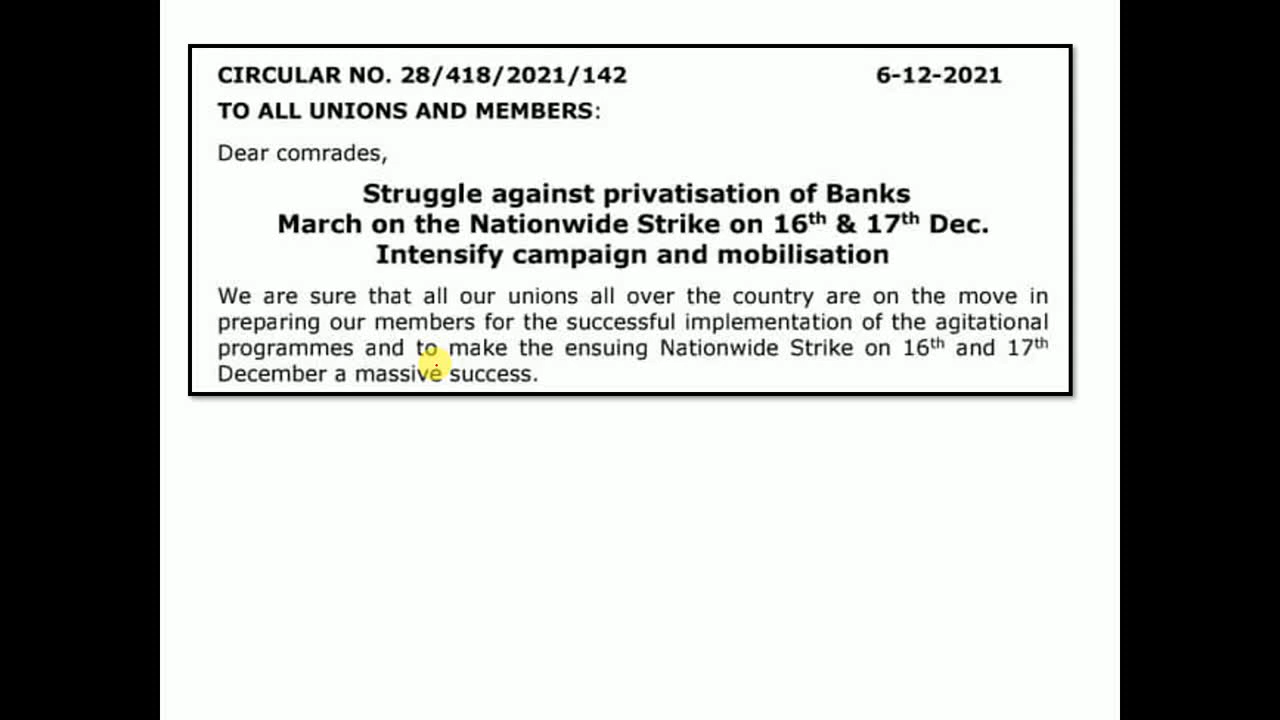 CIRCULAR NO. 28/418/2021/142 6-12-2021
TO ALL UNIONS AND MEMBERS:
Dear comrades,
Struggle against privatisation of Banks
March on the Nationwide Strike on 16th & 17th Dec.
Intensify campaign and mobilisation
We are sure that all our unions all over the country are on the move in
preparing our members for the successful implementation of the agitational
programmes and to make the ensuing Nationwide Strike on 16th and 17th
December a massive success.